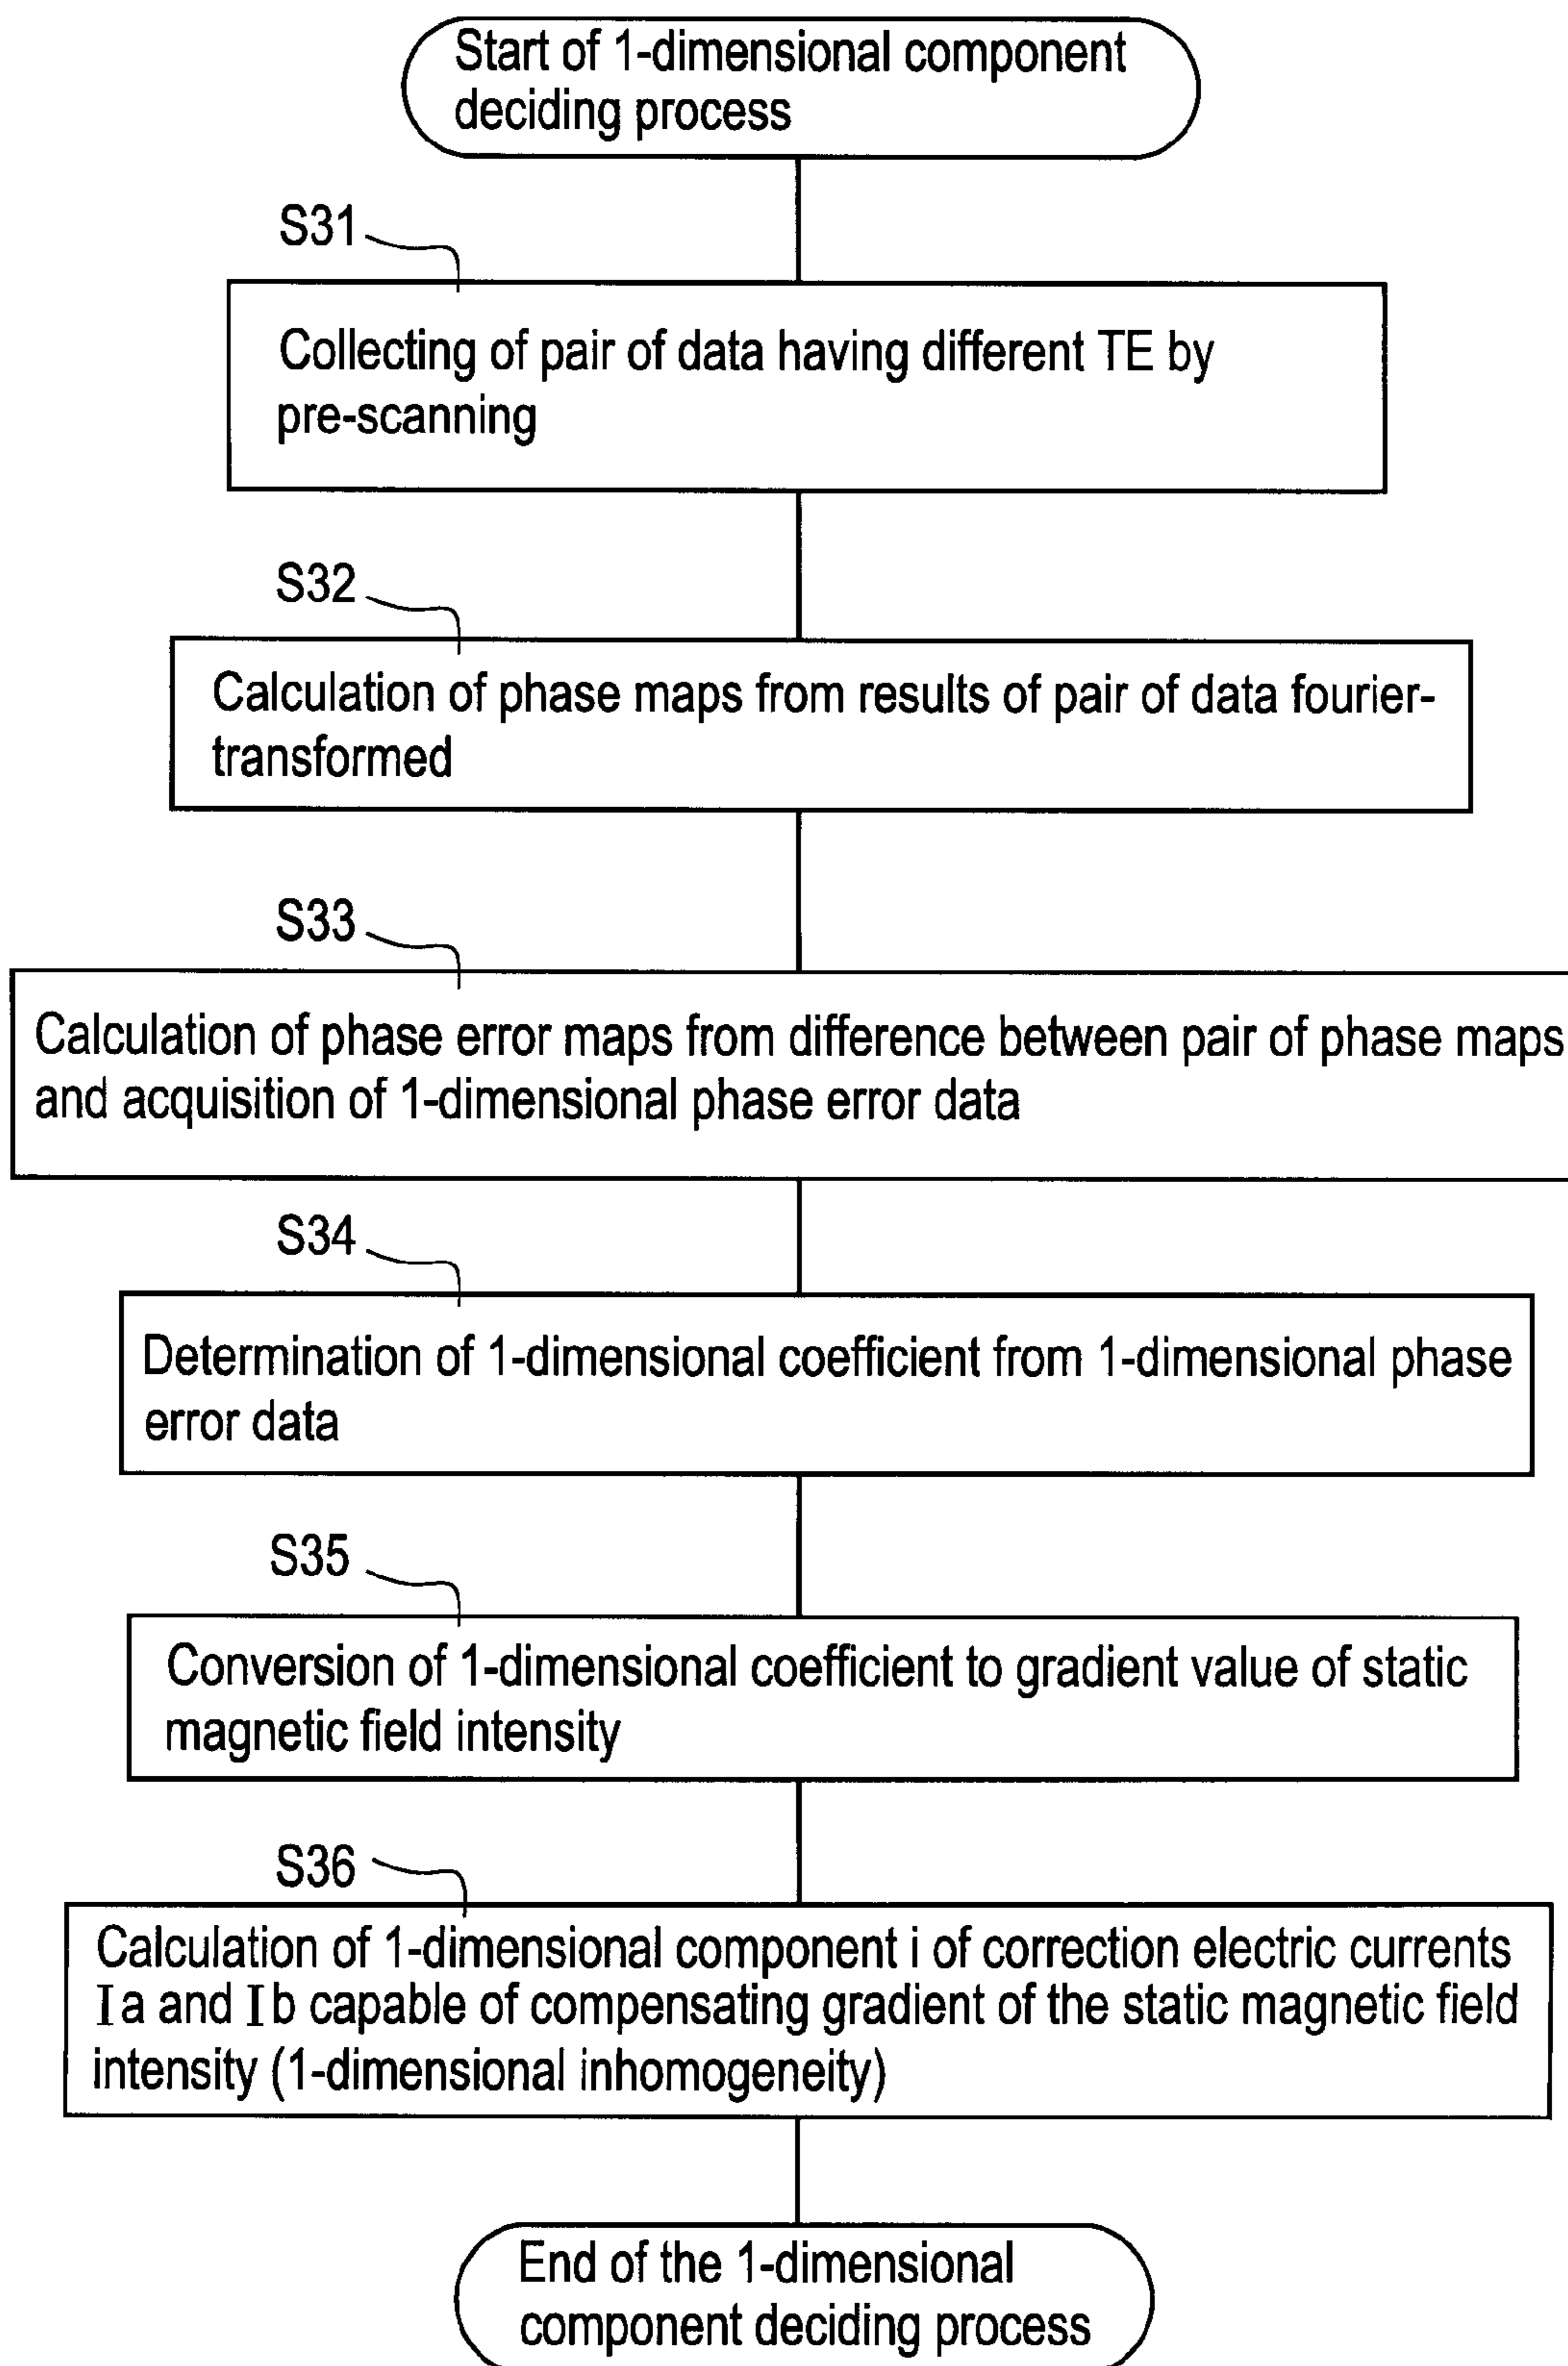 Start of 1-dimensional component
deciding process
S31
Collecting of pair of data having different TE by
pre-scanning
S32
Calculation of phase maps from results of pair of data fourier-
transformed
S33
Calculation of phase error maps from difference between pair of phase maps
and acquisition of 1-dimensional phase error data
S34
Determination of 1-dimensional coefficient from 1-dimensional phase
error data
S35
Conversion of 1-dimensional coefficient to gradient value of static
magnetic field intensity
S36
Calculation of 1-dimensional component i of correction electric currents
Ia and Ib capable of compensating gradient of the static magnetic field
intensity (1-dimensional inhomogeneity)
End of the 1-dimensional
component deciding process